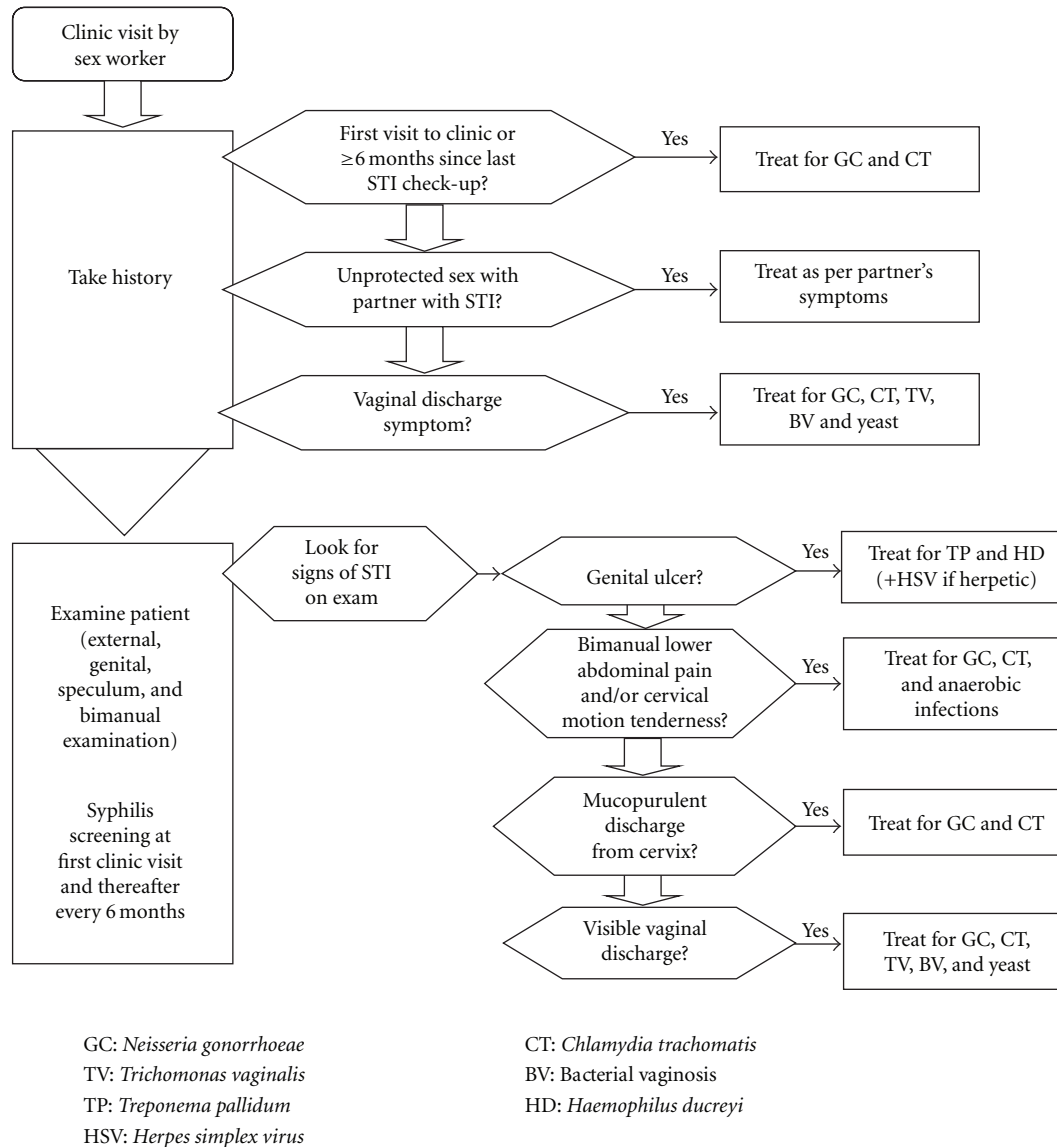 Clinic visit by
sex worker
Take history
First visit to clinic or
≥6 months since last
STI check-up?
Yes
Treat for GC and CT
Unprotected sex with
partner with STI?
Yes
Treat as per partner's
symptoms
Vaginal discharge
symptom?
Yes
Treat for GC, CT, TV,
BV and yeast
Examine patient
(external,
genital,
speculum, and
bimanual
examination)
Syphilis
screening at
first clinic visit
and thereafter
every 6 months
Look for
signs of STI
on exam
Genital ulcer?
Yes
Treat for TP and HD
(+HSV if herpetic)
Bimanual lower
abdominal pain
and/or cervical
motion tenderness?
Yes
Treat for GC, CT,
and anaerobic
infections
Mucopurulent
discharge
from cervix?
Yes
Treat for GC and CT
Visible vaginal
discharge?
Yes
Treat for GC, CT,
TV, BV, and yeast
GC: Neisseria gonorrhoeae
CT: Chlamydia trachomatis
TV: Trichomonas vaginalis
BV: Bacterial vaginosis
TP: Treponema pallidum
HD: Haemophilus ducreyi
HSV: Herpes simplex virus